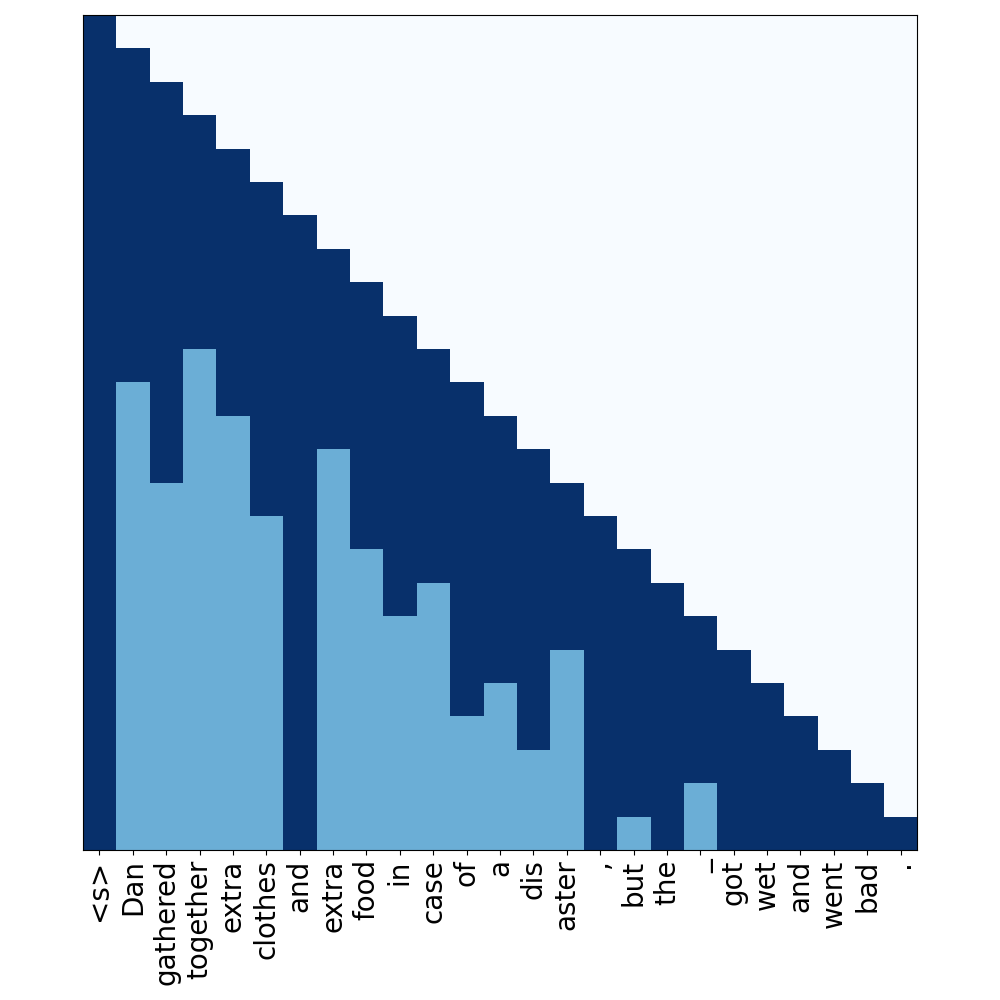 <s>
Dan
gathered
together
extra
clothes
and
extra
food
in
case
of
a
dis
aster
,
but
the
_
got
wet
and
went
bad
.